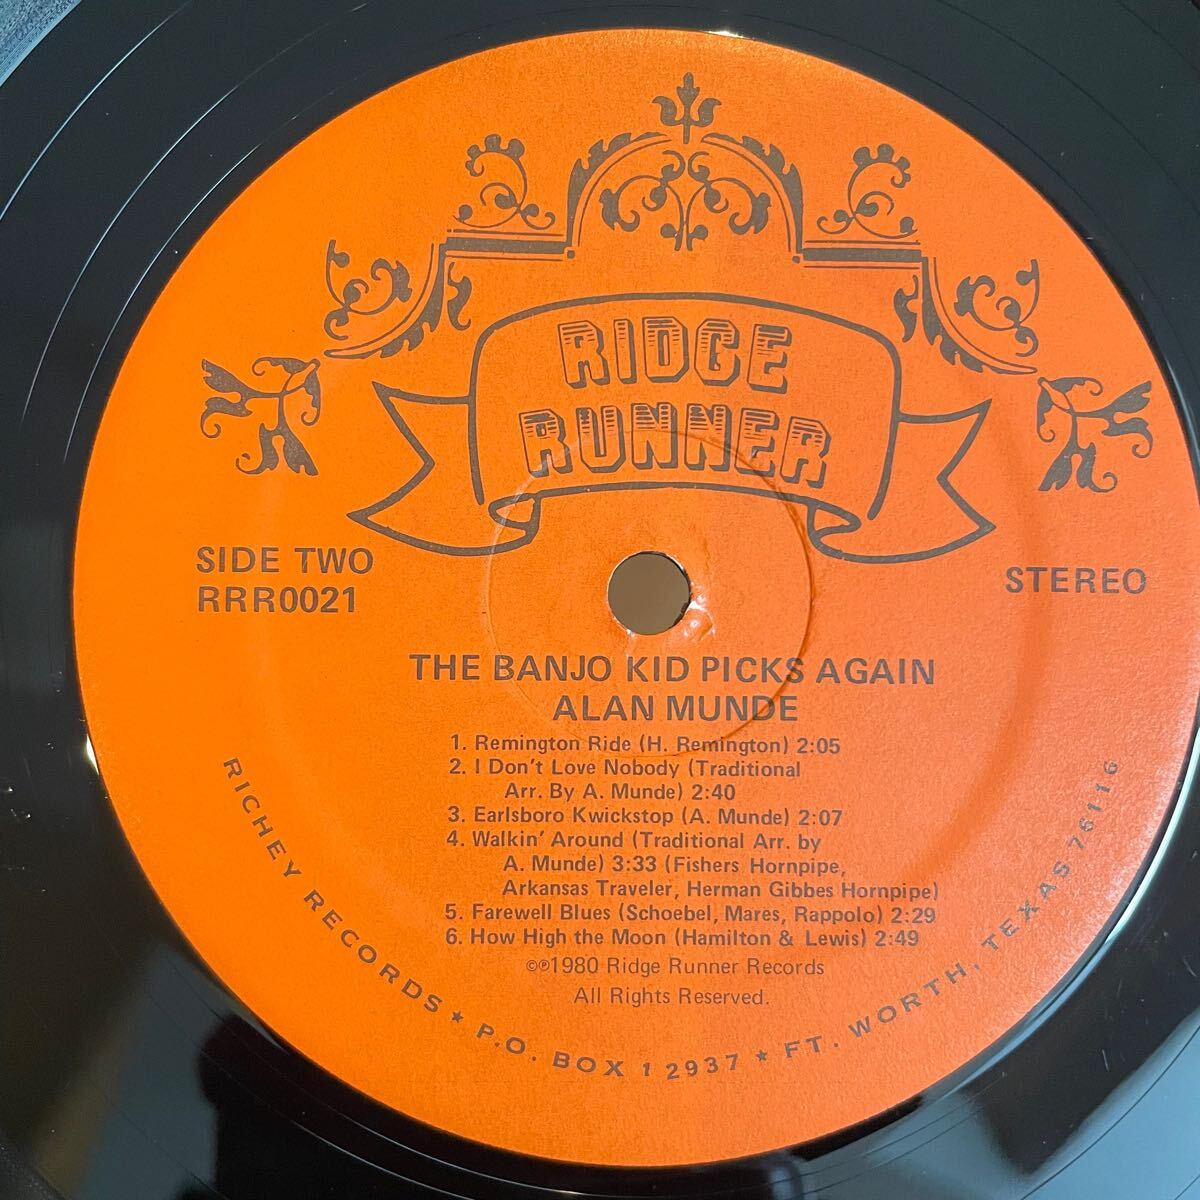 RIDGE
RUNNER
SIDE TWO
RRR0021
STEREO
THE BANJO KID PICKS AGAIN
ALAN MUNDE
1. Remington Ride (H. Remington) 2:05
2. I Don't Love Nobody (Traditional
Arr. By A. Munde) 2:40
3. Earlsboro Kwickstop (A. Munde) 2:07
4. Walkin' Around (Traditional Arr. by
A. Munde) 3:33 (Fishers Hornpipe,
Arkansas Traveler, Herman Gibbes Hornpipe)
5. Farewell Blues (Schoebel, Mares, Rappolo) 2:29
6. How High the Moon (Hamilton & Lewis) 2:49
©℗1980 Ridge Runner Records
All Rights Reserved.
RICHEY RECORDS ★ P.O. BOX 12937 ★ FT. WORTH, TEXAS 76116